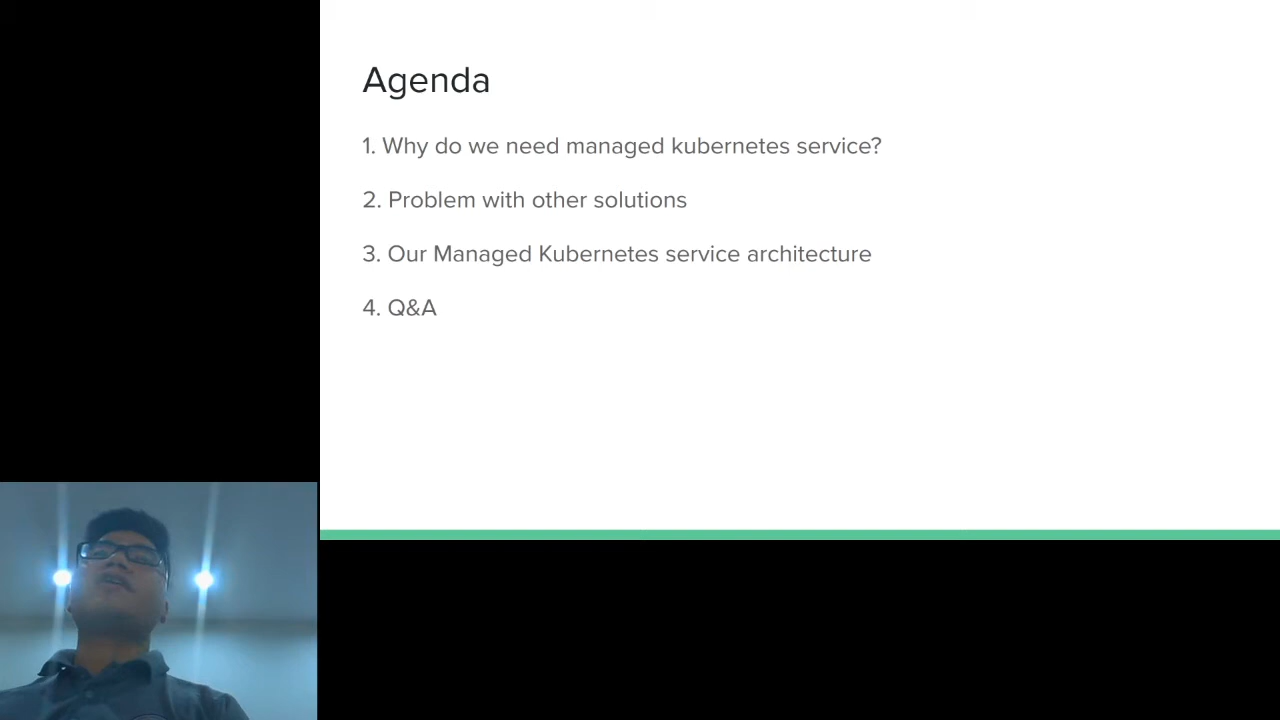 Agenda
1. Why do we need managed kubernetes service?
2. Problem with other solutions
3. Our Managed Kubernetes service architecture
4. Q&A